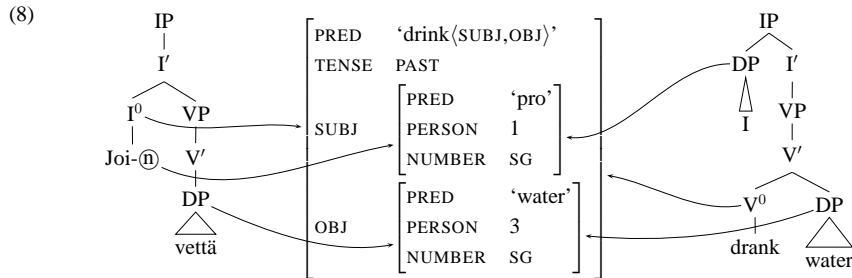 (8)
IP
I′
I⁰ VP
Joi-ⓝ V′
DP
vettä
PRED ‘drink⟨SUBJ,OBJ⟩’
TENSE PAST
SUBJ
PRED ‘pro’
PERSON 1
NUMBER SG
OBJ
PRED ‘water’
PERSON 3
NUMBER SG
IP
DP I′
I VP
V′
V⁰ DP
drank water